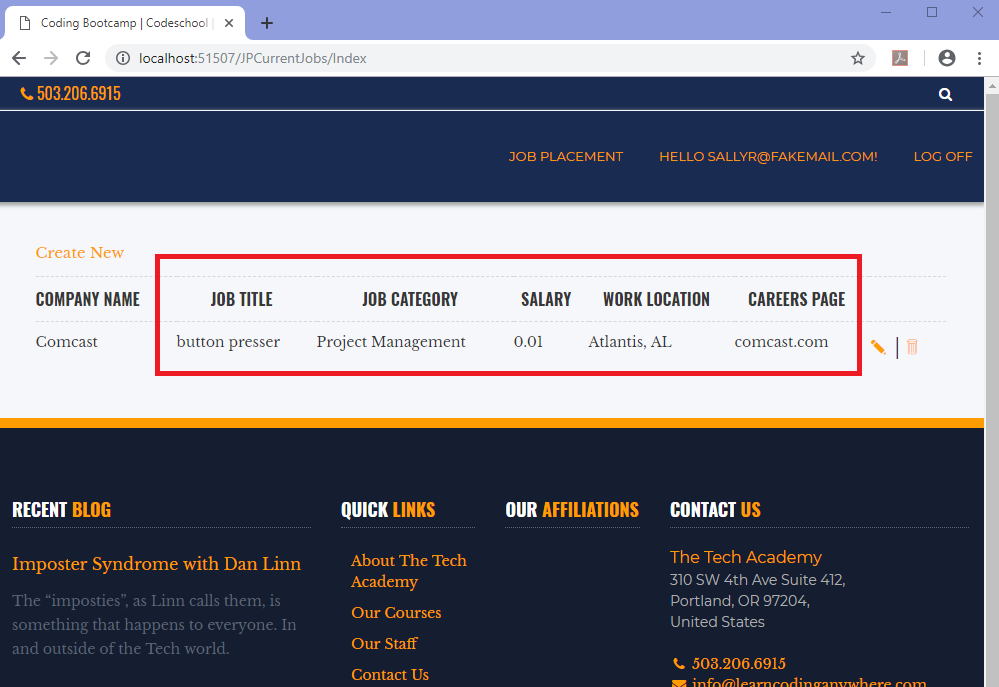 Coding Bootcamp | Codeschool |
localhost:51507/JPCurrentJobs/Index
503.206.6915
JOB PLACEMENT HELLO SALLYR@FAKEMAIL.COM! LOG OFF
Create New
COMPANY NAME JOB TITLE JOB CATEGORY SALARY WORK LOCATION CAREERS PAGE
Comcast button presser Project Management 0.01 Atlantis, AL comcast.com
RECENT BLOG
Imposter Syndrome with Dan Linn
The “imposties”, as Linn calls them, is
something that happens to everyone. In
and outside of the Tech world.
QUICK LINKS
About The Tech
Academy
Our Courses
Our Staff
Contact Us
OUR AFFILIATIONS
CONTACT US
The Tech Academy
310 SW 4th Ave Suite 412,
Portland, OR 97204,
United States
503.206.6915
info@learncodinganywhere.com